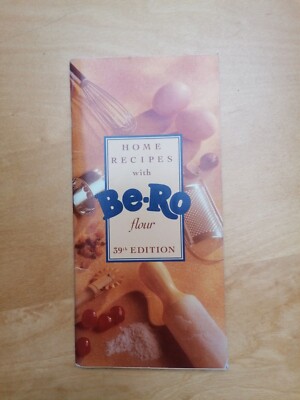 HOME
RECIPES
with
Be-Ro
flour
39th EDITION